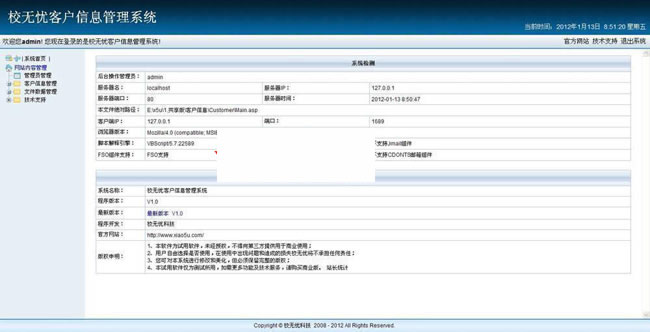 校无忧客户信息管理系统
当前时间：2012年1月13日 8:51:20 星期五
欢迎您admin! 您现在登录的是校无忧客户信息管理系统!
官方网站 技术支持 退出系统
| 系统首页 |
网站内容管理
管理员管理
客户信息管理
文件数据管理
技术支持
系统检测
后台操作管理员： admin
服务器名： localhost 服务器IP： 127.0.0.1
服务器端口： 80 服务器时间： 2012-01-13 8:50:47
本文件绝对路径： E:\x5u\1.共享版\客户信息\Customer\Main.asp
客户端IP： 127.0.0.1 端口： 1689
浏览器版本： Mozilla/4.0 (compatible; MSIE
脚本解释引擎： VBScript/5.7.22589 支持Jmail组件
FSO组件支持： FSO支持 支持CDONTS邮箱组件
系统名称： 校无忧客户信息管理系统
程序版本： V1.0
最新版本： 最新版本 V1.0
程序开发： 校无忧科技
官方网站： http://www.xiao5u.com/
版权申明：
1、本软件为试用软件，未经授权，不得向第三方提供用于商业使用；
2、用户自由选择是否使用，在使用中出现问题和造成的损失校无忧将不承担任何责任；
3、您可对本系统进行修改和美化，但必须保留完整的版权；
4、本试用软件仅为测试所用，如需更多功能及技术服务，请购买商业版。 站长统计
Copyright © 校无忧科技 2008 - 2012 All Rights Reserved.